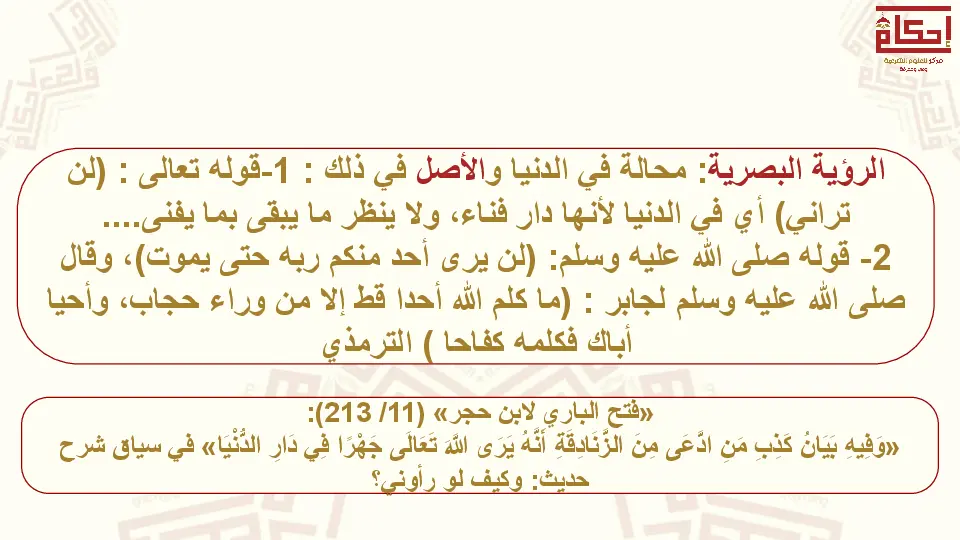 إحكام
مركز للعلوم الشرعية
وعي ومعرفة
الرؤية البصرية: محالة في الدنيا والأصل في ذلك : 1-قوله تعالى : (لن
تراني) أي في الدنيا لأنها دار فناء، ولا ينظر ما يبقى بما يفنى....
2- قوله صلى الله عليه وسلم: (لن يرى أحد منكم ربه حتى يموت)، وقال
صلى الله عليه وسلم لجابر : (ما كلم الله أحدا قط إلا من وراء حجاب، وأحيا
أباك فكلمه كفاحا ) الترمذي
«فتح الباري لابن حجر» (11/ 213):
«وَفِيهِ بَيَانُ كَذِبِ مَنِ ادَّعَى مِنَ الزَّنَادِقَةِ أَنَّهُ يَرَى اللَّهَ تَعَالَى جَهْرًا فِي دَارِ الدُّنْيَا» في سياق شرح
حديث: وكيف لو رأوني؟